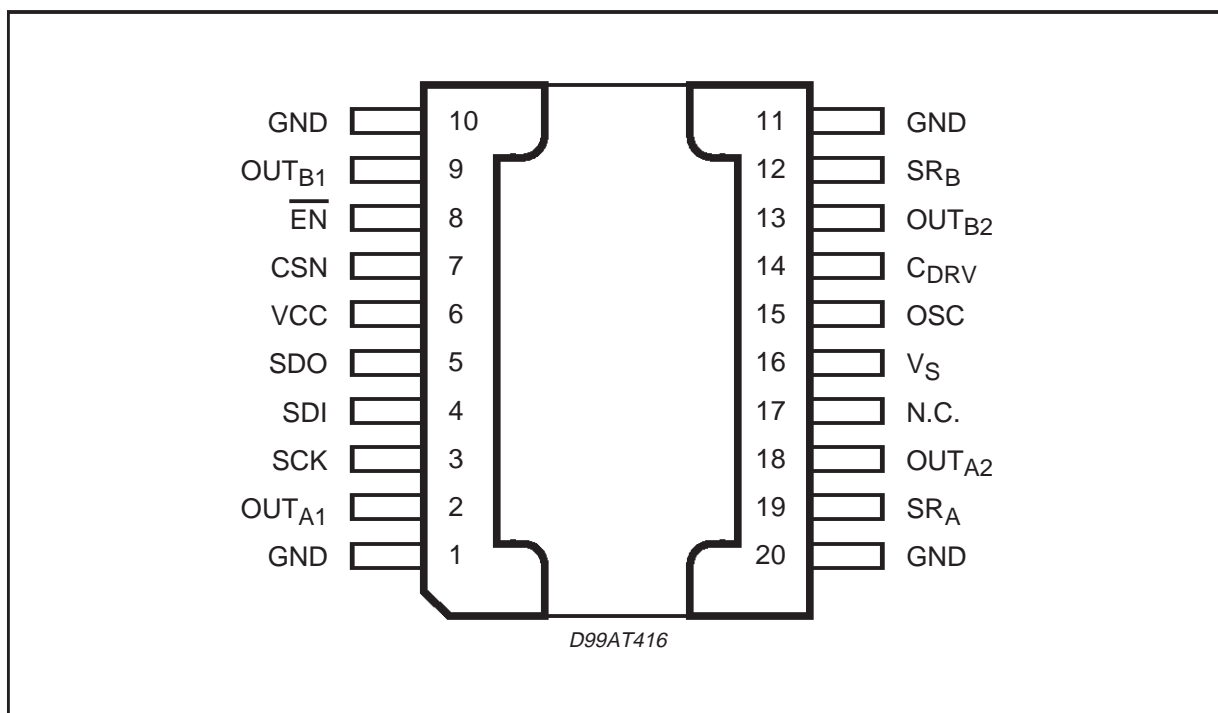 GND 10 11 GND
OUTB1 9 12 SRB
EN 8 13 OUTB2
CSN 7 14 CDRV
VCC 6 15 OSC
SDO 5 16 VS
SDI 4 17 N.C.
SCK 3 18 OUTA2
OUTA1 2 19 SRA
GND 1 20 GND
D99AT416